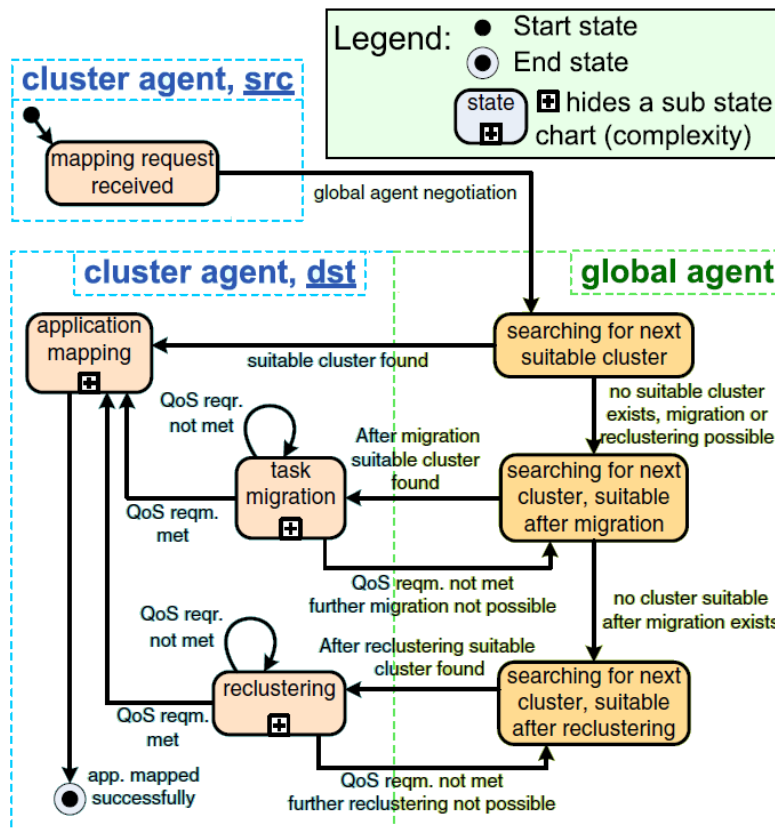 Legend:
Start state
End state
state
hides a sub state
chart (complexity)
cluster agent, src
mapping request
received
global agent negotiation
cluster agent, dst
global agent
application
mapping
suitable cluster found
searching for next
suitable cluster
no suitable cluster
exists, migration or
reclustering possible
QoS reqr.
not met
After migration
suitable cluster
found
task
migration
searching for next
cluster, suitable
after migration
QoS reqm.
met
QoS reqm. not met
further migration not possible
no cluster suitable
after migration exists
QoS reqr.
not met
After reclustering suitable
cluster found
reclustering
searching for next
cluster, suitable
after reclustering
QoS reqm.
met
QoS reqm. not met
further reclustering not possible
app. mapped
successfully